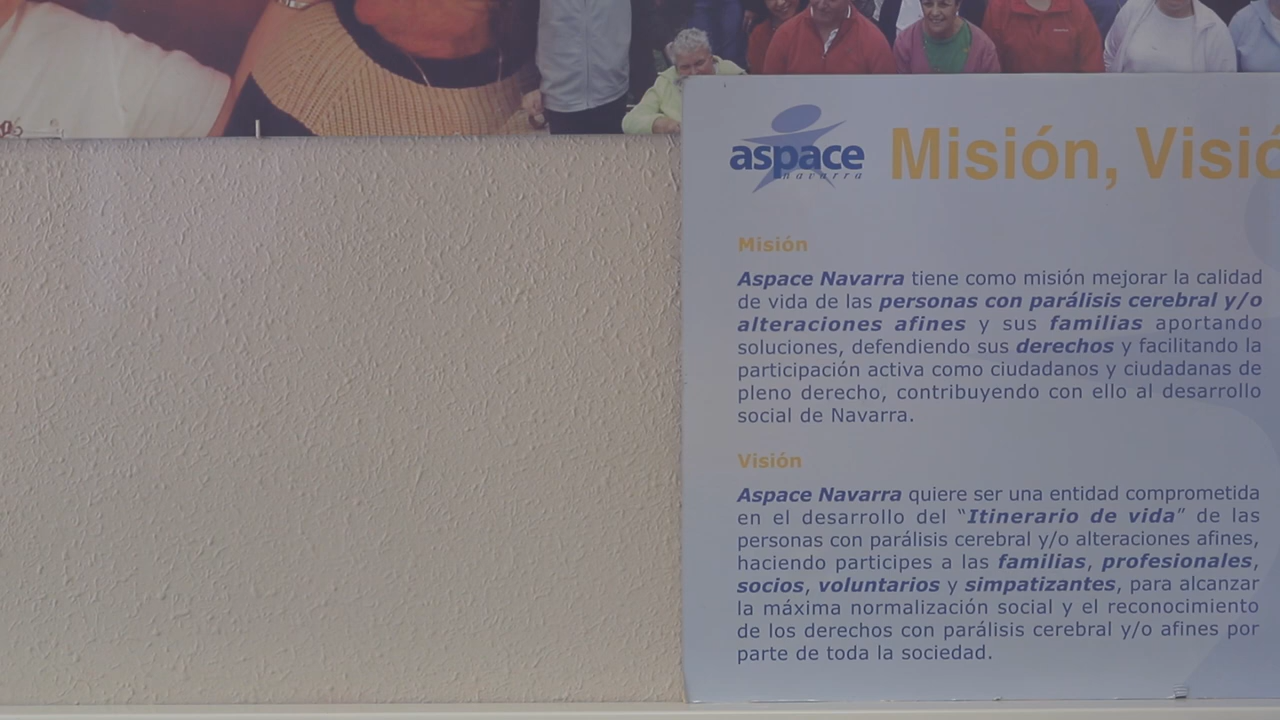 aspace
navarra
Misión, Visió
Misión
Aspace Navarra tiene como misión mejorar la calidad
de vida de las personas con parálisis cerebral y/o
alteraciones afines y sus familias aportando
soluciones, defendiendo sus derechos y facilitando la
participación activa como ciudadanos y ciudadanas de
pleno derecho, contribuyendo con ello al desarrollo
social de Navarra.
Visión
Aspace Navarra quiere ser una entidad comprometida
en el desarrollo del “Itinerario de vida” de las
personas con parálisis cerebral y/o alteraciones afines,
haciendo participes a las familias, profesionales,
socios, voluntarios y simpatizantes, para alcanzar
la máxima normalización social y el reconocimiento
de los derechos con parálisis cerebral y/o afines por
parte de toda la sociedad.